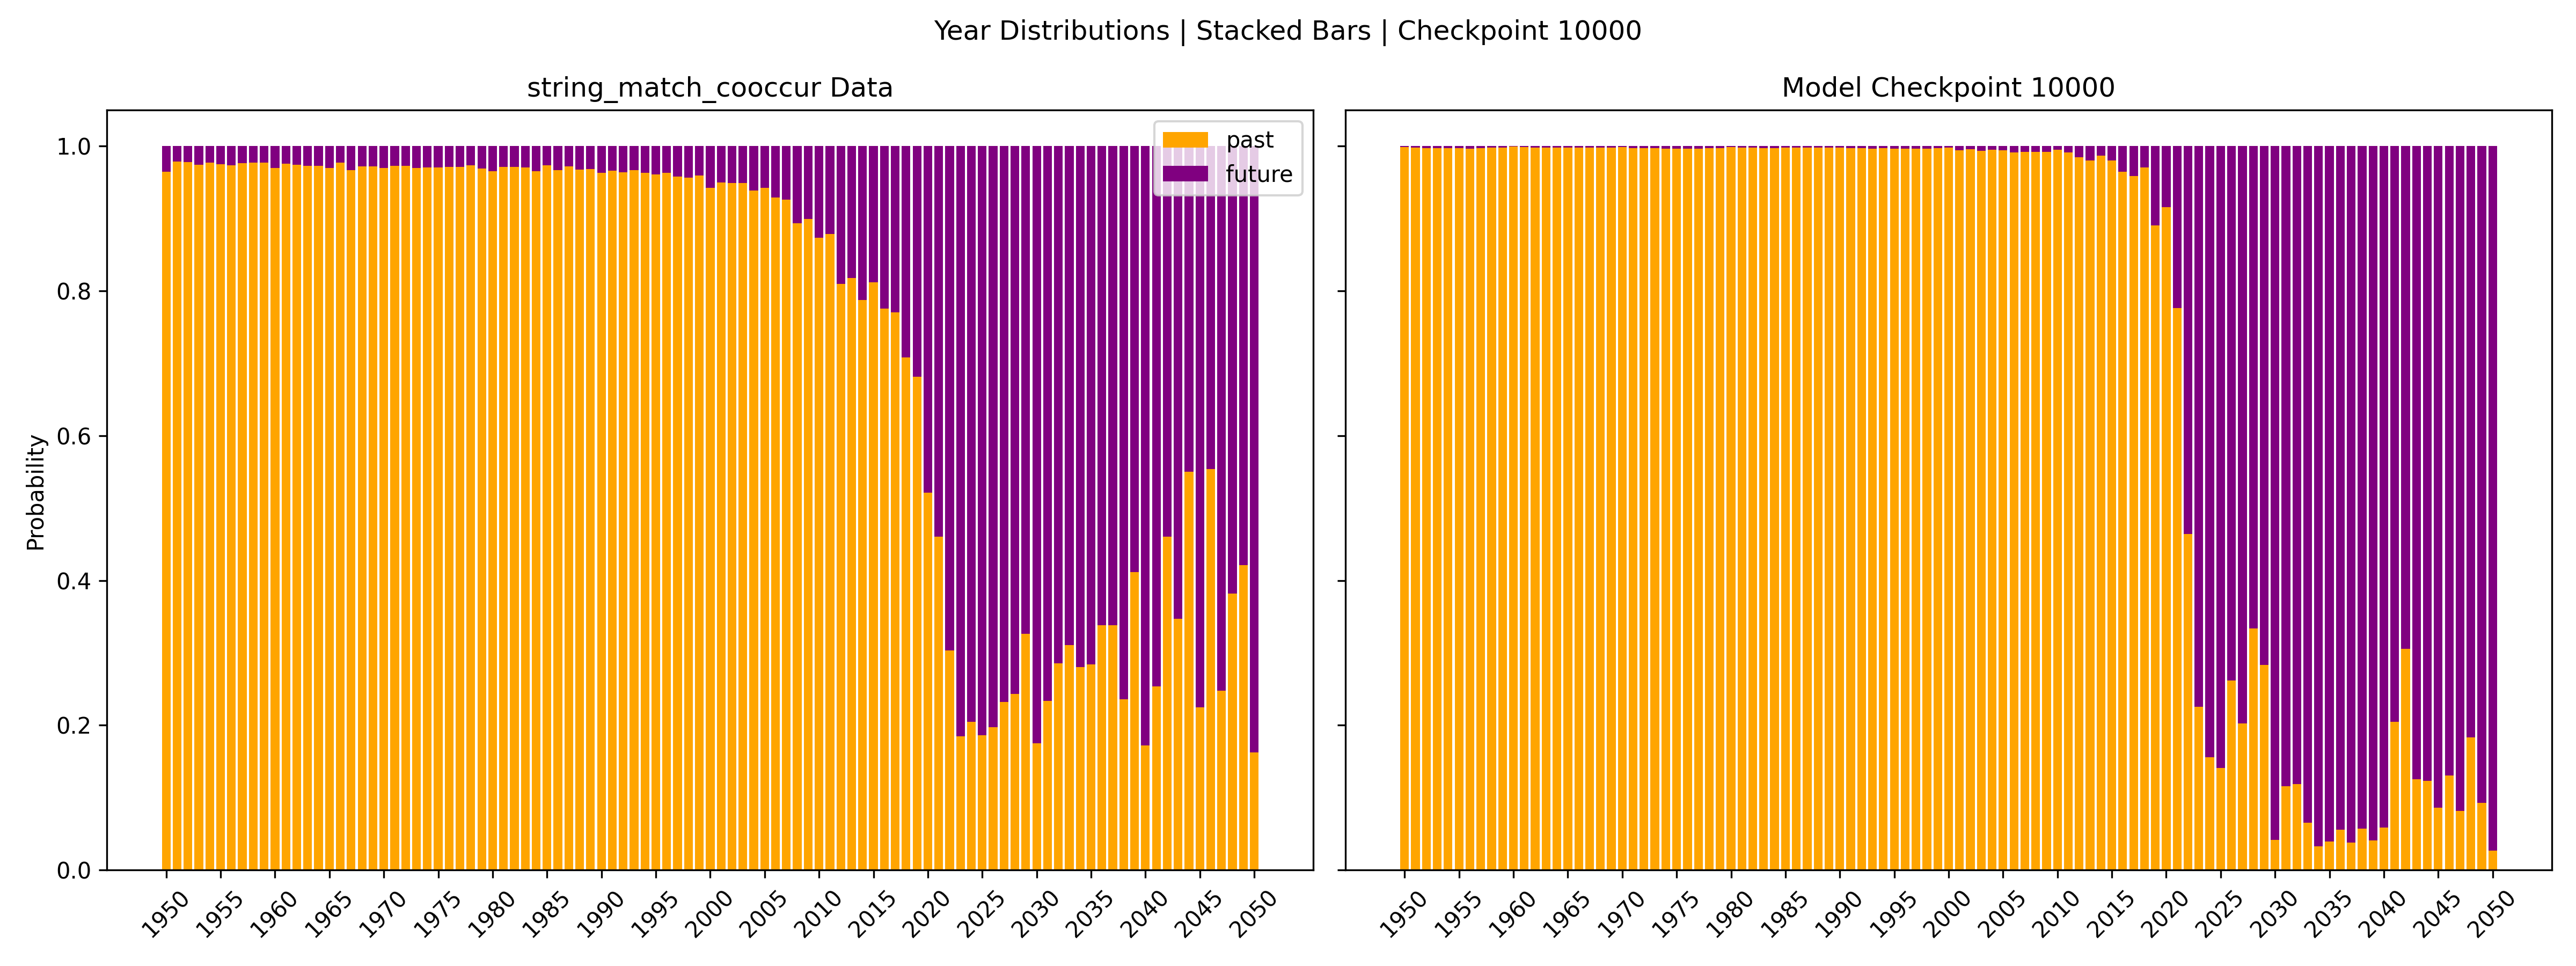 Year Distributions | Stacked Bars | Checkpoint 10000
string_match_cooccur Data
Probability
1.0
0.8
0.6
0.4
0.2
0.0
past
future
1950 1955 1960 1965 1970 1975 1980 1985 1990 1995 2000 2005 2010 2015 2020 2025 2030 2035 2040 2045 2050
Model Checkpoint 10000
1950 1955 1960 1965 1970 1975 1980 1985 1990 1995 2000 2005 2010 2015 2020 2025 2030 2035 2040 2045 2050